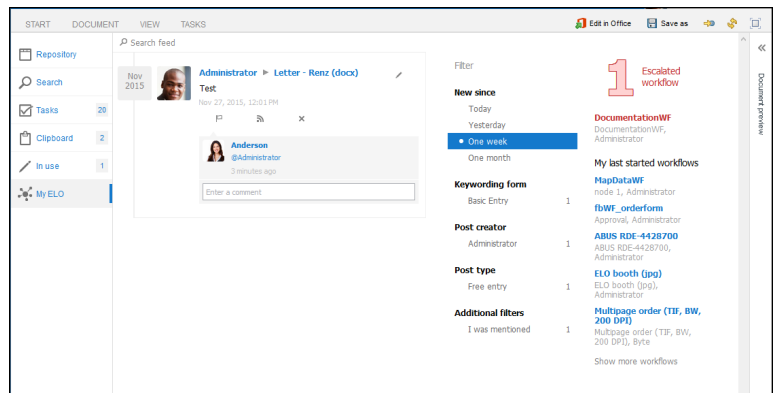 START DOCUMENT VIEW TASKS
Edit in Office Save as
Repository
Search
Tasks 20
Clipboard 2
In use 1
My ELO
Search feed
Nov
2015
Administrator Letter - Renz (docx)
Test
Nov 27, 2015, 12:01 PM
Anderson
@Administrator
3 minutes ago
Enter a comment
Filter
New since
Today
Yesterday
One week
One month
Keywording form
Basic Entry 1
Post creator
Administrator 1
Post type
Free entry 1
Additional filters
I was mentioned 1
1
Escalated
workflow
DocumentationWF
DocumentationWF,
Administrator
My last started workflows
MapDataWF
node 1, Administrator
fbWF_orderform
Approval, Administrator
ABUS RDE-4428700
ABUS RDE-4428700,
Administrator
ELO booth (jpg)
ELO booth (jpg),
Administrator
Multipage order (TIF, BW,
200 DPI)
Multipage order (TIF, BW,
200 DPI), Byte
Show more workflows
Document preview